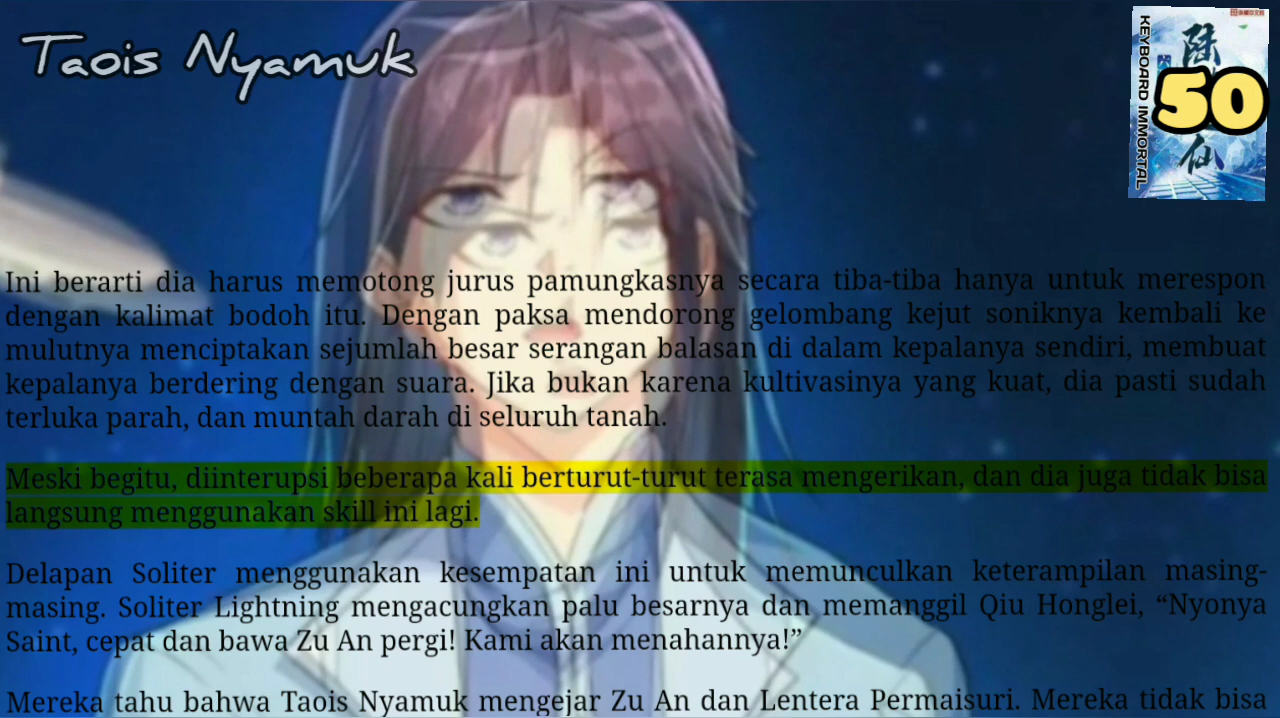 Taois Nyamuk
KEYBOARD IMMORTAL
50
仙
Ini berarti dia harus memotong jurus pamungkasnya secara tiba-tiba hanya untuk merespon
dengan kalimat bodoh itu. Dengan paksa mendorong gelombang kejut soniknya kembali ke
mulutnya menciptakan sejumlah besar serangan balasan di dalam kepalanya sendiri, membuat
kepalanya berdering dengan suara. Jika bukan karena kultivasinya yang kuat, dia pasti sudah
terluka parah, dan muntah darah di seluruh tanah.
Meski begitu, diinterupsi beberapa kali berturut-turut terasa mengerikan, dan dia juga tidak bisa
langsung menggunakan skill ini lagi.
Delapan Soliter menggunakan kesempatan ini untuk memunculkan keterampilan masing-
masing. Soliter Lightning mengacungkan palu besarnya dan memanggil Qiu Honglei, “Nyonya
Saint, cepat dan bawa Zu An pergi! Kami akan menahannya!”
Mereka tahu bahwa Taois Nyamuk mengejar Zu An dan Lentera Permaisuri. Mereka tidak bisa